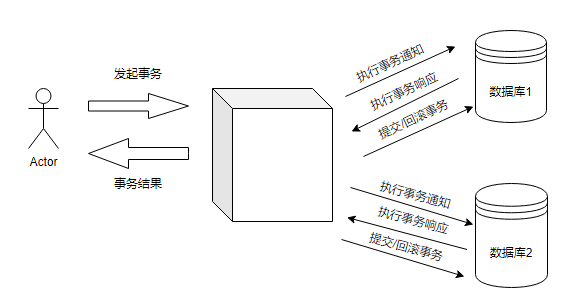 发起事务
Actor
事务结果
执行事务通知
执行事务响应
提交/回滚事务
数据库1
执行事务通知
执行事务响应
提交/回滚事务
数据库2